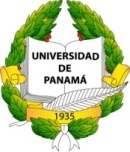 UNIVERSIDAD
DE
PANAMÁ
1935